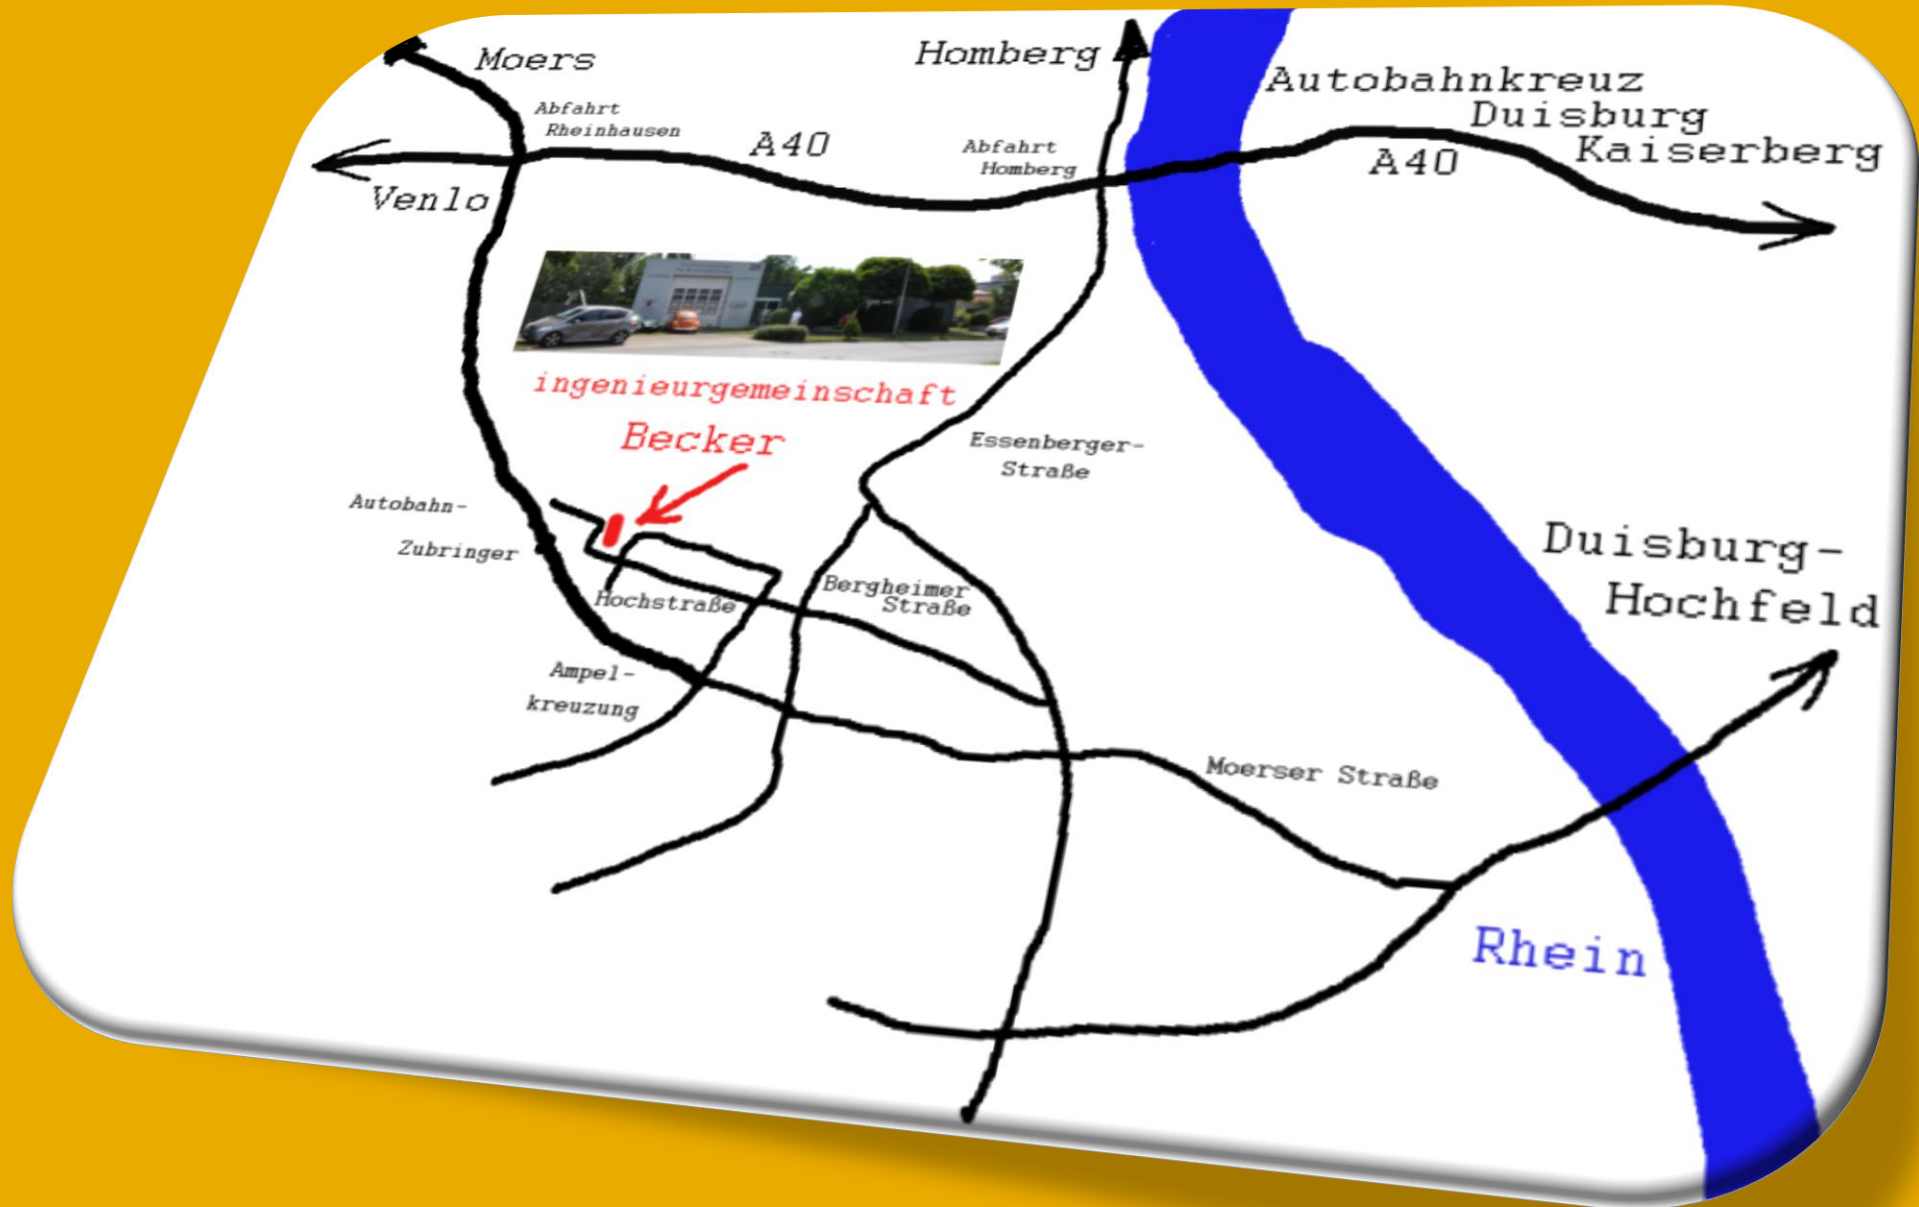 Moers
Homberg
Autobahnkreuz
Duisburg
Kaiserberg
Abfahrt
Rheinhausen
A40
Abfahrt
Homberg
A40
Venlo
ingenieurgemeinschaft
Becker
Essenberger-
Straße
Autobahn-
Zubringer
Duisburg-
Hochfeld
Bergheimer
Straße
Hochstraße
Ampel-
kreuzung
Moerser Straße
Rhein